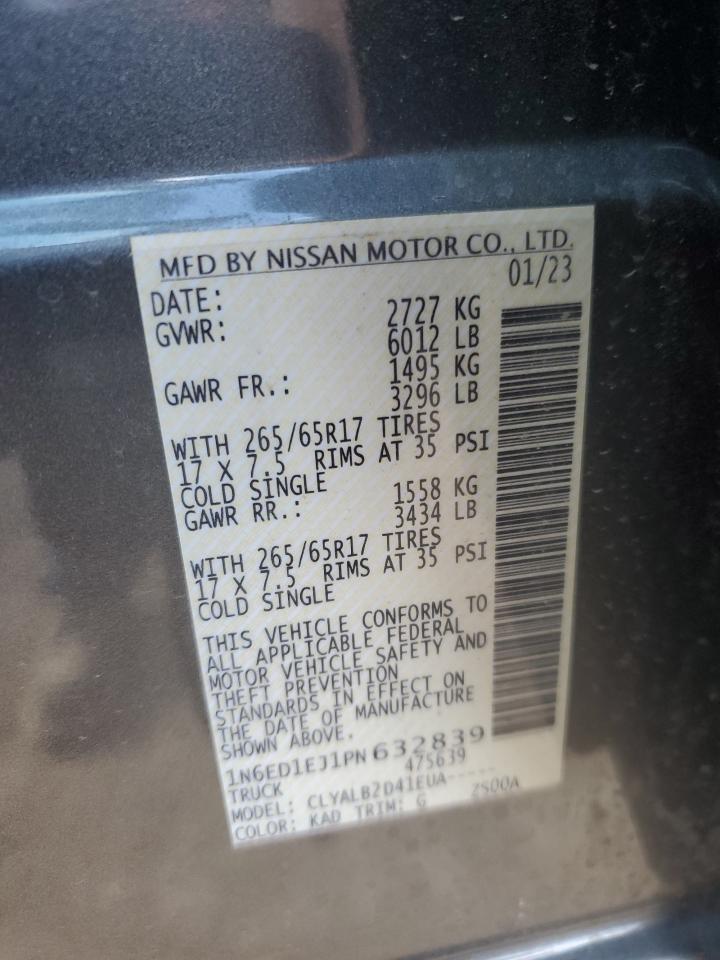 MFD BY NISSAN MOTOR CO., LTD.
DATE: 01/23
GVWR: 2727 KG
6012 LB
GAWR FR.: 1495 KG
3296 LB
WITH 265/65R17 TIRES
17 X 7.5 RIMS AT 35 PSI
COLD SINGLE
GAWR RR.: 1558 KG
3434 LB
WITH 265/65R17 TIRES
17 X 7.5 RIMS AT 35 PSI
COLD SINGLE
THIS VEHICLE CONFORMS TO
ALL APPLICABLE FEDERAL
MOTOR VEHICLE SAFETY AND
THEFT PREVENTION
STANDARDS IN EFFECT ON
THE DATE OF MANUFACTURE
SHOWN ABOVE.
1N6ED1EJ1PN 632839
TRUCK 475639
MODEL: CLYALB2D41EUA-----
COLOR: KAD TRIM: G 2S00A